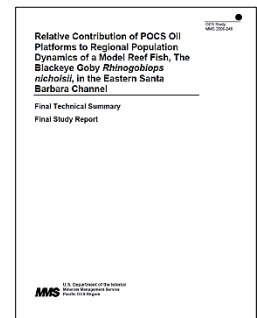 OCS Study
MMS 2006-046
Relative Contribution of POCS Oil
Platforms to Regional Population
Dynamics of a Model Reef Fish, The
Blackeye Goby Rhinogobiops
nicholsii, in the Eastern Santa
Barbara Channel
Final Technical Summary
Final Study Report
MMS
U.S. Department of the Interior
Minerals Management Service
Pacific OCS Region